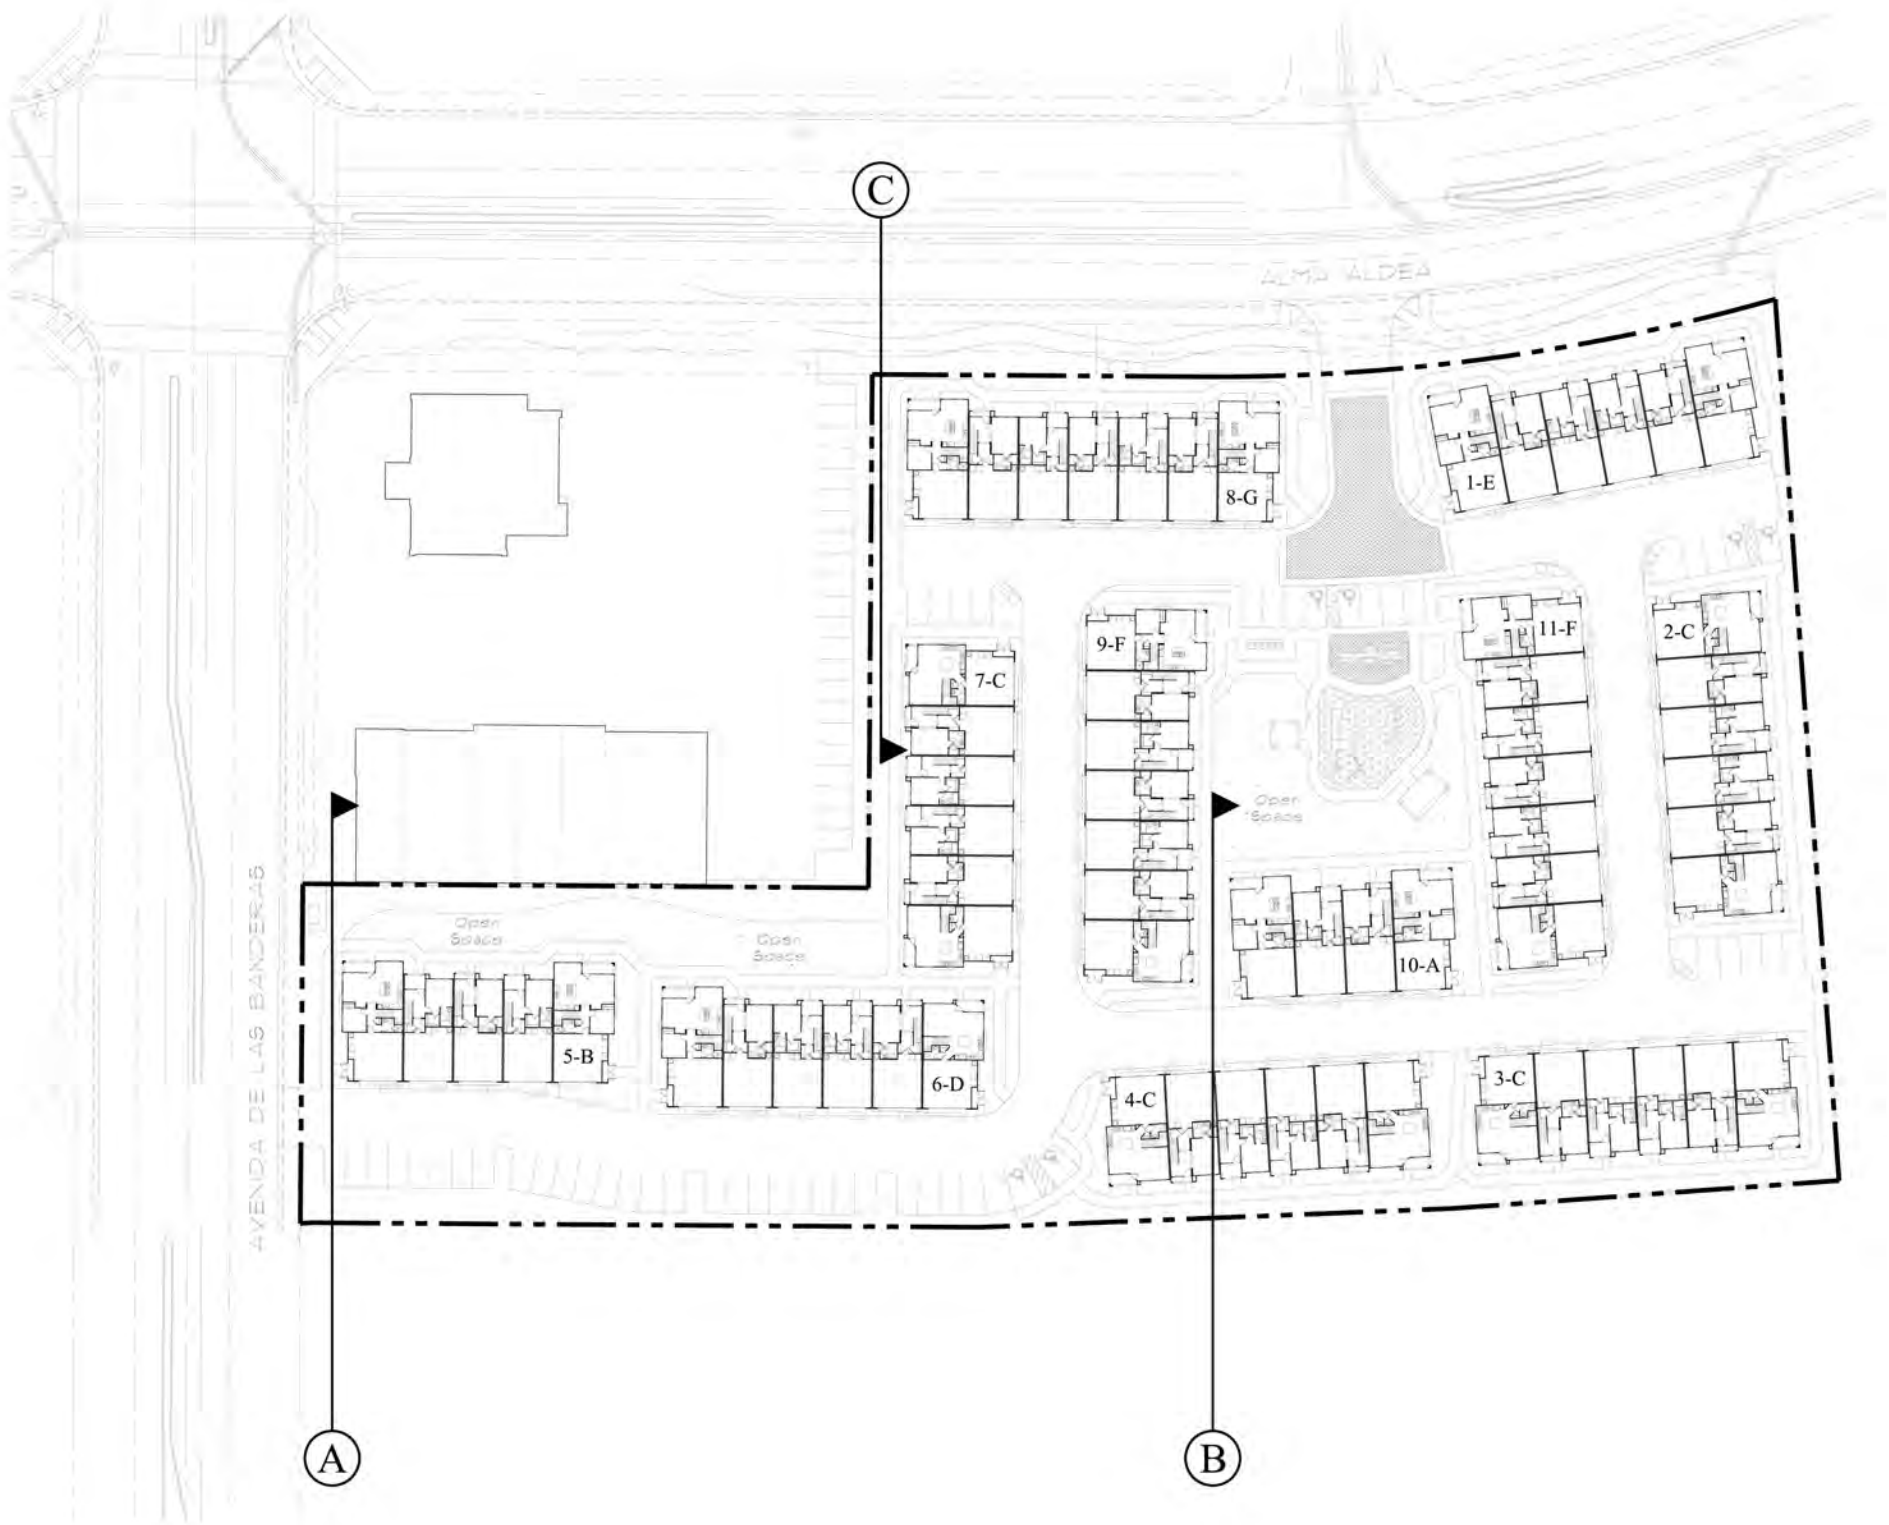 C
ALMA ALDEA
8-G
1-E
9-F
11-F
2-C
7-C
Open
Space
Open
Space
Open
Space
10-A
5-B
6-D
4-C
3-C
AVENIDA DE LAS BANDERAS
A
B